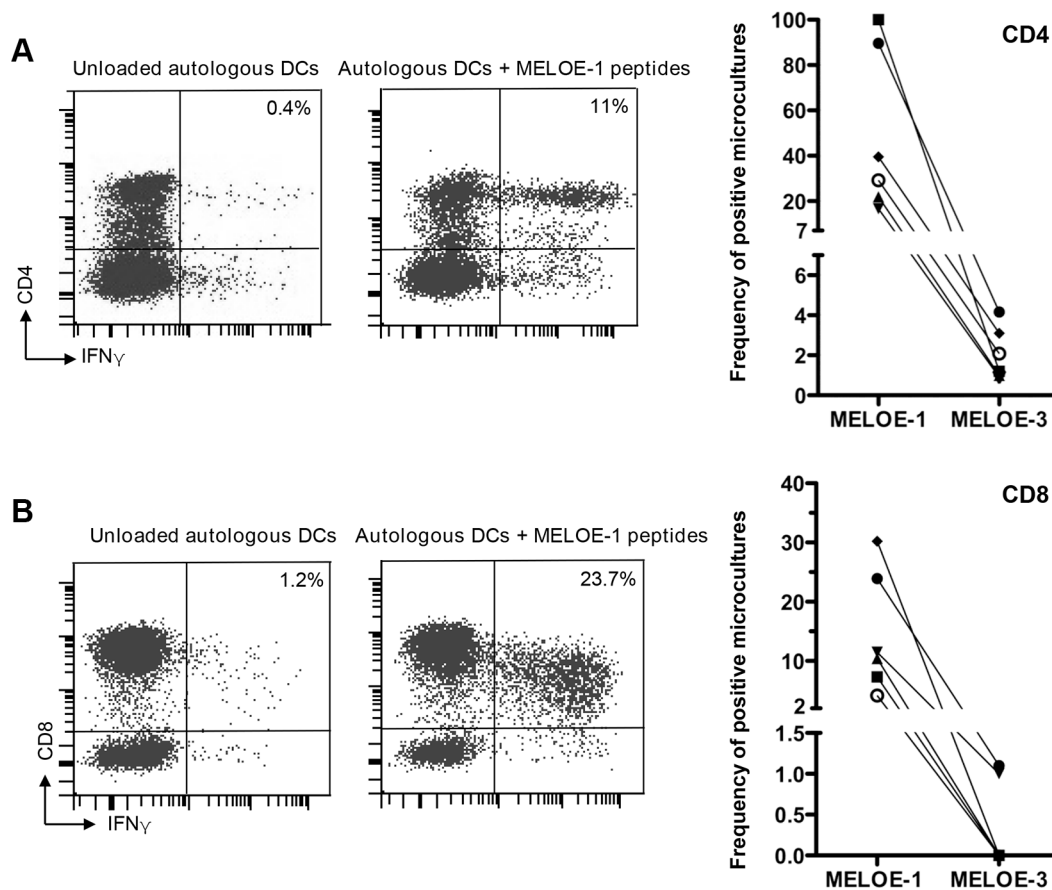 A
Unloaded autologous DCs
Autologous DCs + MELOE-1 peptides
0.4%
11%
CD4
IFNγ
CD4
Frequency of positive microcultures
100
80
60
40
20
7
6
4
2
0
MELOE-1 MELOE-3
B
Unloaded autologous DCs
Autologous DCs + MELOE-1 peptides
1.2%
23.7%
CD8
IFNγ
CD8
Frequency of positive microcultures
40
30
20
10
2
1.5
1.0
0.5
0.0
MELOE-1 MELOE-3